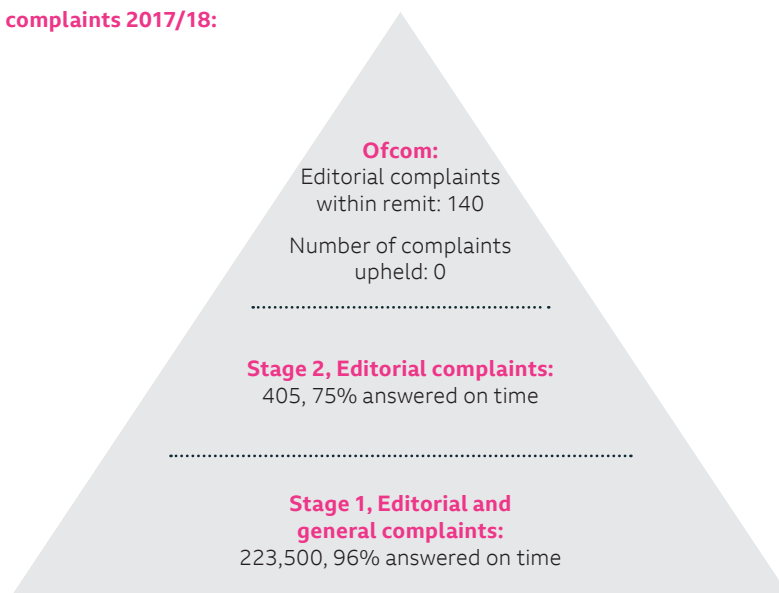 complaints 2017/18:
Ofcom:
Editorial complaints
within remit: 140
Number of complaints
upheld: 0
Stage 2, Editorial complaints:
405, 75% answered on time
Stage 1, Editorial and
general complaints:
223,500, 96% answered on time